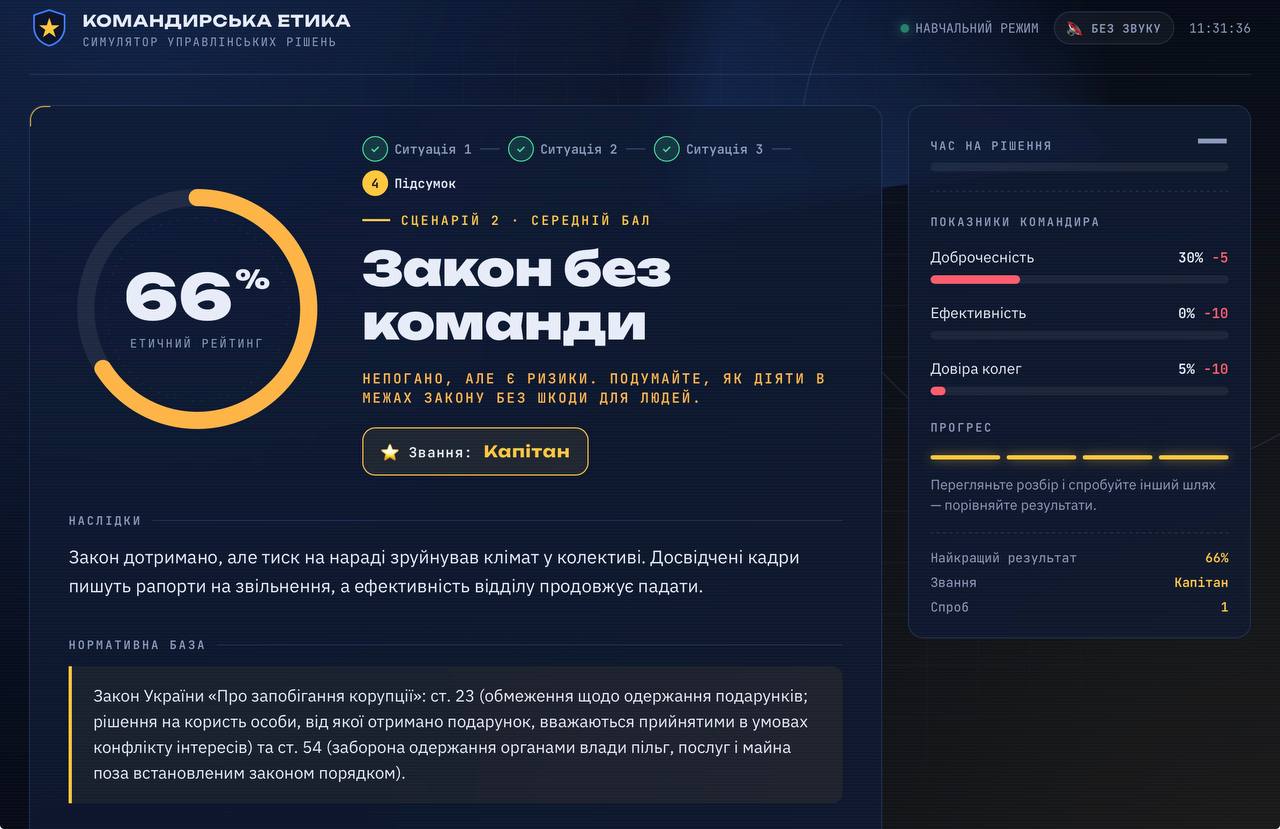 КОМАНДИРСЬКА ЕТИКА
СИМУЛЯТОР УПРАВЛІНСЬКИХ РІШЕНЬ
НАВЧАЛЬНИЙ РЕЖИМ
БЕЗ ЗВУКУ
11:31:36
Ситуація 1
Ситуація 2
Ситуація 3
4 Підсумок
СЦЕНАРІЙ 2 · СЕРЕДНІЙ БАЛ
66%
ЕТИЧНИЙ РЕЙТИНГ
Закон без
команди
НЕПОГАНО, АЛЕ Є РИЗИКИ. ПОДУМАЙТЕ, ЯК ДІЯТИ В
МЕЖАХ ЗАКОНУ БЕЗ ШКОДИ ДЛЯ ЛЮДЕЙ.
Звання: Капітан
НАСЛІДКИ
Закон дотримано, але тиск на нараді зруйнував клімат у колективі. Досвідчені кадри
пишуть рапорти на звільнення, а ефективність відділу продовжує падати.
НОРМАТИВНА БАЗА
Закон України «Про запобігання корупції»: ст. 23 (обмеження щодо одержання подарунків;
рішення на користь особи, від якої отримано подарунок, вважаються прийнятими в умовах
конфлікту інтересів) та ст. 54 (заборона одержання органами влади пільг, послуг і майна
поза встановленим законом порядком).
ЧАС НА РІШЕННЯ —
ПОКАЗНИКИ КОМАНДИРА
Доброчесність 30% -5
Ефективність 0% -10
Довіра колег 5% -10
ПРОГРЕС
Перегляньте розбір і спробуйте інший шлях
— порівняйте результати.
Найкращий результат 66%
Звання Капітан
Спроб 1